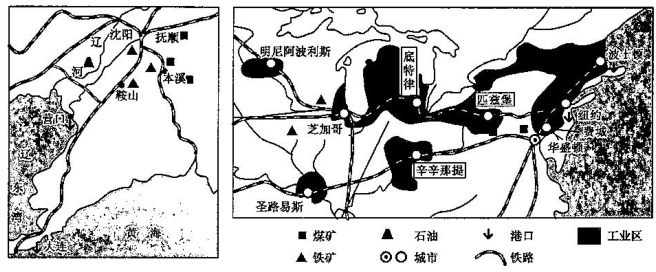 沈阳
抚顺
辽
河
本溪
鞍山
营口
辽
东
湾
大连
黄海
明尼阿波利斯
底特律
匹兹堡
芝加哥
纽约
华盛顿
辛辛那提
圣路易斯
煤矿
石油
港口
工业区
铁矿
城市
铁路